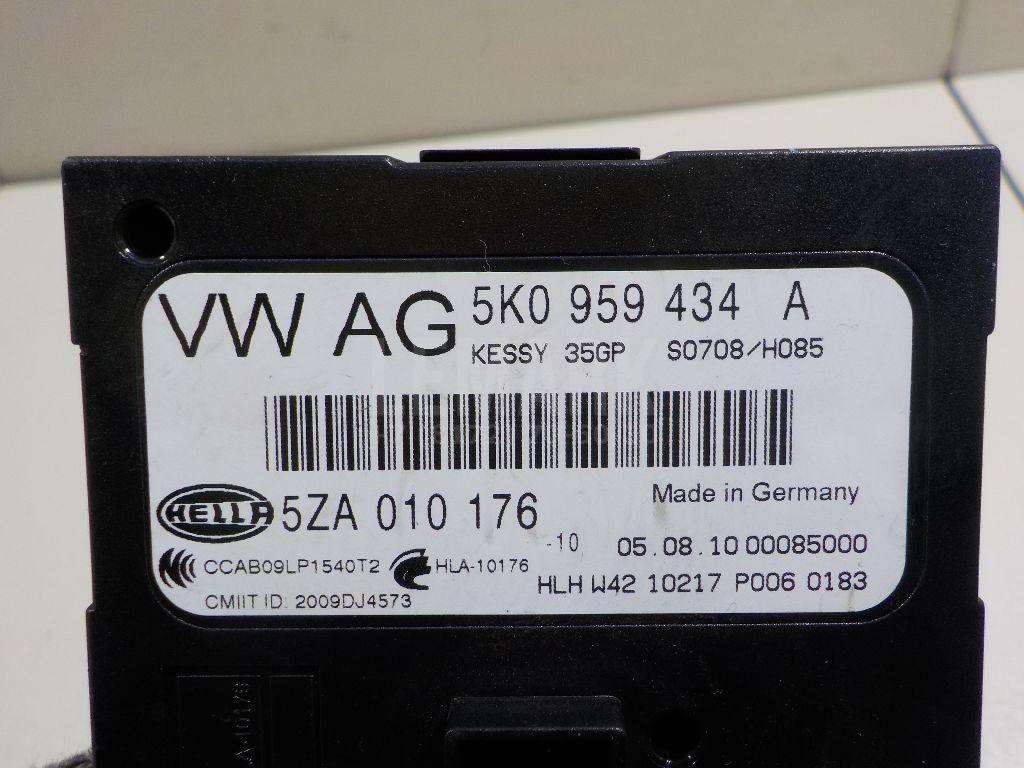 VW AG 5K0 959 434 A
KESSY 35GP S0708/H085
HELLA 5ZA 010 176
Made in Germany
-10 05.08.10 00085000
CCAB09LP1540T2 HLA-10176
HLH W42 10217 P006 0183
CMIIT ID: 2009DJ4573